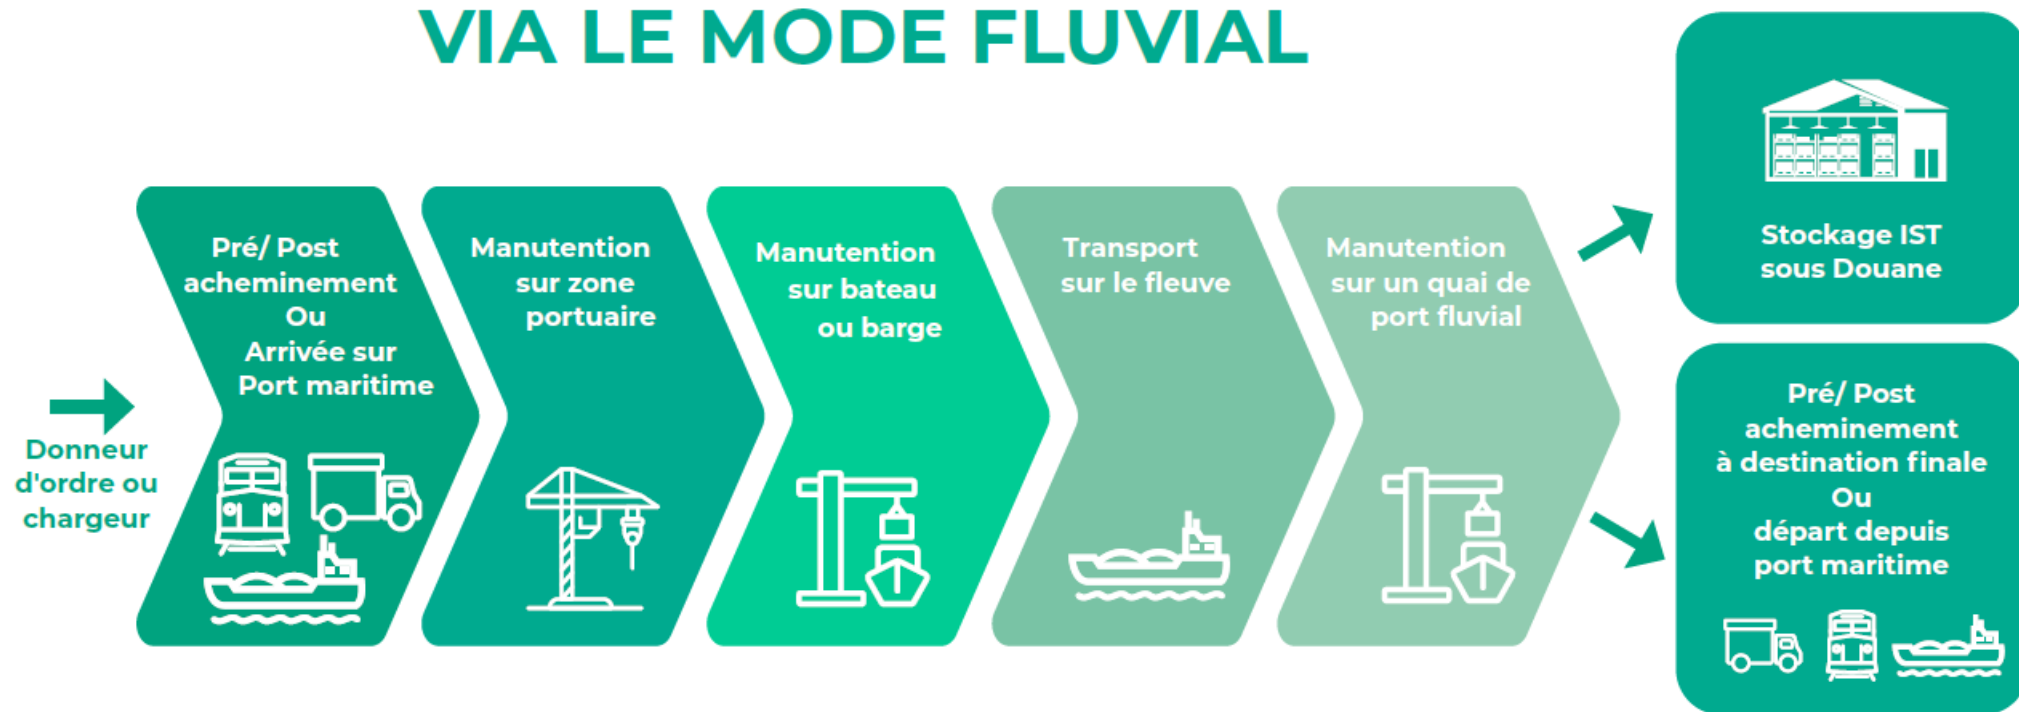 VIA LE MODE FLUVIAL
Donneur
d'ordre ou
chargeur
Pré/ Post
acheminement
Ou
Arrivée sur
Port maritime
Manutention
sur zone
portuaire
Manutention
sur bateau
ou barge
Transport
sur le fleuve
Manutention
sur un quai de
port fluvial
Stockage IST
sous Douane
Pré/ Post
acheminement
à destination finale
Ou
départ depuis
port maritime